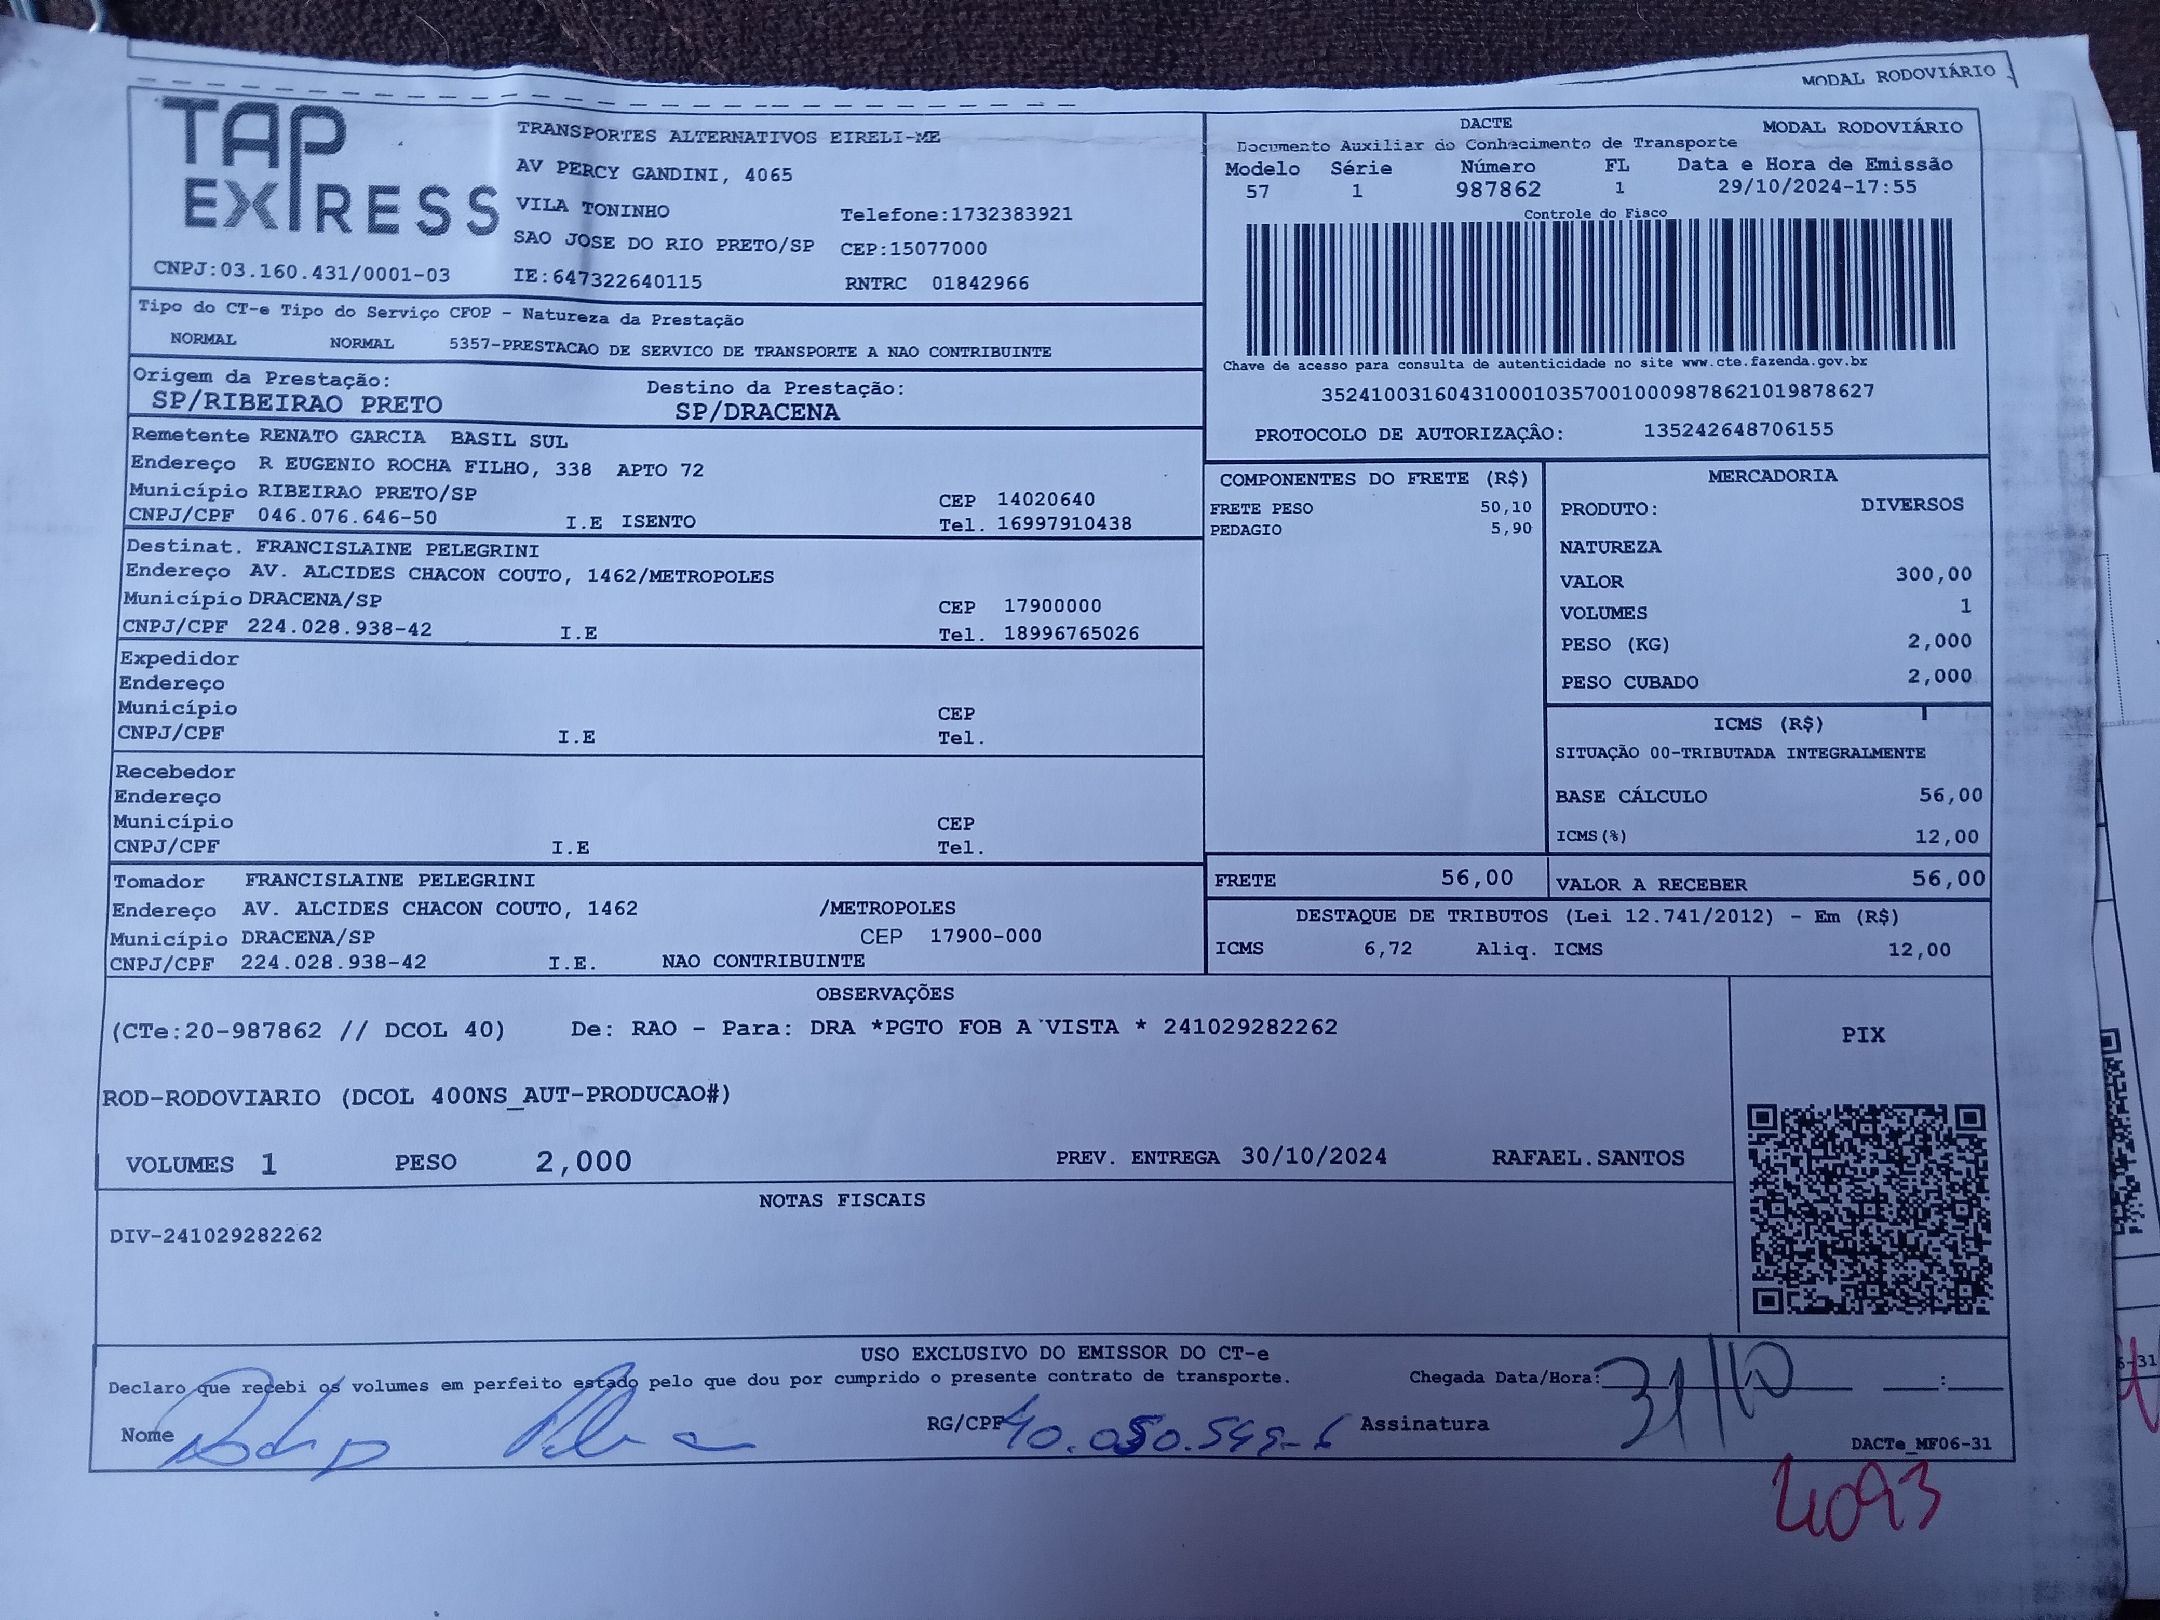 MODAL RODOVIÁRIO
TAP EXPRESS
TRANSPORTES ALTERNATIVOS EIRELI-ME
AV PERCY GANDINI, 4065
VILA TONINHO Telefone:1732383921
SAO JOSE DO RIO PRETO/SP CEP:15077000
CNPJ:03.160.431/0001-03 IE:647322640115 RNTRC 01842966
DACTE MODAL RODOVIÁRIO
Documento Auxiliar do Conhecimento de Transporte
Modelo Série Número FL Data e Hora de Emissão
57 1 987862 1 29/10/2024-17:55
Controle do Fisco
Chave de acesso para consulta de autenticidade no site www.cte.fazenda.gov.br
35241003160431000103570010009878621019878627
PROTOCOLO DE AUTORIZAÇÂO: 135242648706155
Tipo do CT-e Tipo do Serviço CFOP - Natureza da Prestação
NORMAL NORMAL 5357-PRESTACAO DE SERVICO DE TRANSPORTE A NAO CONTRIBUINTE
Origem da Prestação: Destino da Prestação:
SP/RIBEIRAO PRETO SP/DRACENA
Remetente RENATO GARCIA BASIL SUL
Endereço R EUGENIO ROCHA FILHO, 338 APTO 72
Município RIBEIRAO PRETO/SP CEP 14020640
CNPJ/CPF 046.076.646-50 I.E ISENTO Tel. 16997910438
Destinat. FRANCISLAINE PELEGRINI
Endereço AV. ALCIDES CHACON COUTO, 1462/METROPOLES
Município DRACENA/SP CEP 17900000
CNPJ/CPF 224.028.938-42 I.E Tel. 18996765026
Expedidor
Endereço
Município CEP
CNPJ/CPF I.E Tel.
Recebedor
Endereço
Município CEP
CNPJ/CPF I.E Tel.
Tomador FRANCISLAINE PELEGRINI
Endereço AV. ALCIDES CHACON COUTO, 1462 /METROPOLES
Município DRACENA/SP CEP 17900-000
CNPJ/CPF 224.028.938-42 I.E. NAO CONTRIBUINTE
COMPONENTES DO FRETE (R$)
FRETE PESO 50,10
PEDAGIO 5,90
MERCADORIA
PRODUTO: DIVERSOS
NATUREZA
VALOR 300,00
VOLUMES 1
PESO (KG) 2,000
PESO CUBADO 2,000
ICMS (R$)
SITUAÇÃO 00-TRIBUTADA INTEGRALMENTE
BASE CÁLCULO 56,00
ICMS(%) 12,00
FRETE 56,00 VALOR A RECEBER 56,00
DESTAQUE DE TRIBUTOS (Lei 12.741/2012) - Em (R$)
ICMS 6,72 Aliq. ICMS 12,00
OBSERVAÇÕES
(CTe:20-987862 // DCOL 40) De: RAO - Para: DRA *PGTO FOB A VISTA * 241029282262
ROD-RODOVIARIO (DCOL 400NS_AUT-PRODUCAO#)
VOLUMES 1 PESO 2,000 PREV. ENTREGA 30/10/2024 RAFAEL.SANTOS
PIX
NOTAS FISCAIS
DIV-241029282262
USO EXCLUSIVO DO EMISSOR DO CT-e
Declaro que recebi os volumes em perfeito estado pelo que dou por cumprido o presente contrato de transporte. Chegada Data/Hora: 31/10 :
Nome RG/CPF Assinatura
DACTe_MF06-31
4093